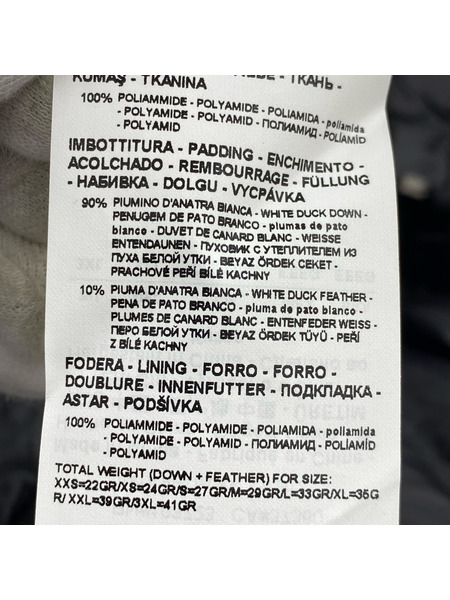 KUMAŞ - TKANINA
100% POLIAMMIDE - POLYAMIDE - POLIAMIDA - poliamida
- POLYAMIDE - POLYAMID - ПОЛИАМИД - POLİAMİD
- POLYAMID
IMBOTTITURA - PADDING - ENCHIMENTO -
ACOLCHADO - REMBOURRAGE - FÜLLUNG
- НАБИВКА - DOLGU - VYCPÁVKA
90% PIUMINO D'ANATRA BIANCA - WHITE DUCK DOWN -
PENUGEM DE PATO BRANCO - plumas de pato
blanco - DUVET DE CANARD BLANC - WEISSE
ENTENDAUNEN - ПУХОВИК С УТЕПЛИТЕЛЕМ ИЗ
ПУХА БЕЛОЙ УТКИ - BEYAZ ÖRDEK CEKET -
PRACHOVÉ PEŘÍ BÍLÉ KACHNY
10% PIUMA D'ANATRA BIANCA - WHITE DUCK FEATHER -
PENA DE PATO BRANCO - pluma de pato blanco -
PLUMES DE CANARD BLANC - ENTENFEDER WEISS -
ПЕРО БЕЛОЙ УТКИ - BEYAZ ÖRDEK TÜYÜ - PEŘÍ
Z BÍLÉ KACHNY
FODERA - LINING - FORRO - FORRO -
DOUBLURE - INNENFUTTER - ПОДКЛАДКА -
ASTAR - PODŠÍVKA
100% POLIAMMIDE - POLYAMIDE - POLIAMIDA - poliamida
- POLYAMIDE - POLYAMID - ПОЛИАМИД - POLİAMİD
- POLYAMID
TOTAL WEIGHT (DOWN + FEATHER) FOR SIZE:
XXS=22GR/XS=24GR/S=27GR/M=29GR/L=33GR/XL=35G
R/ XXL=39GR/3XL=41GR